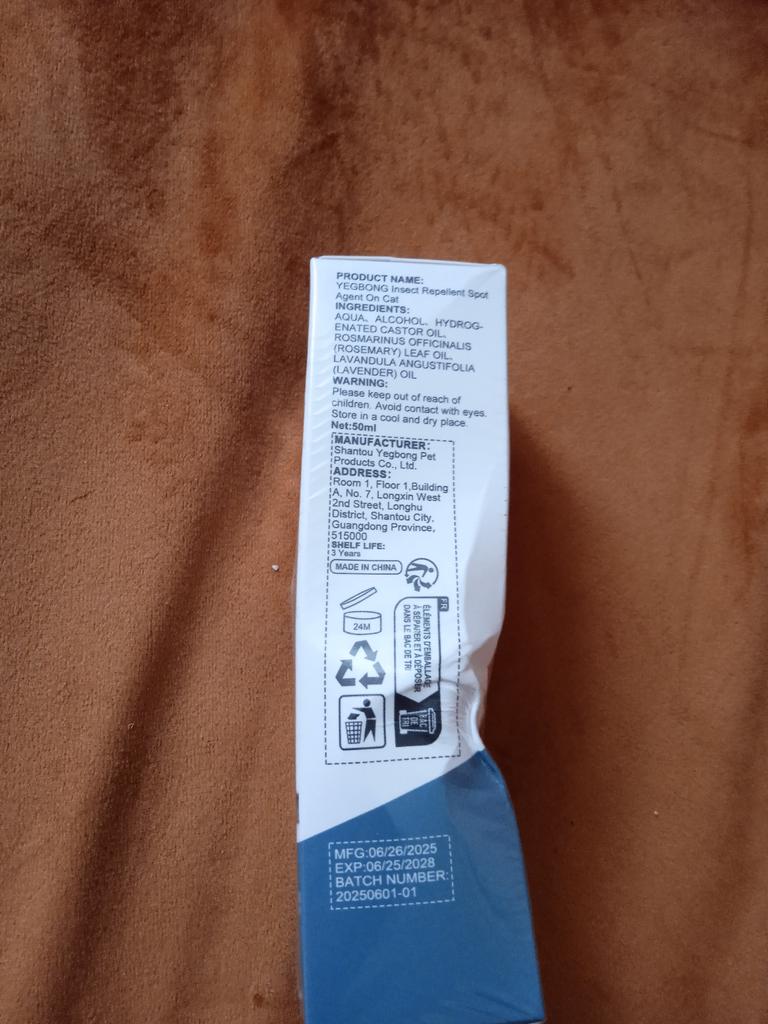 PRODUCT NAME:
YEGBONG Insect Repellent Spot
Agent On Cat
INGREDIENTS:
AQUA、ALCOHOL、HYDROG-
ENATED CASTOR OIL、
ROSMARINUS OFFICINALIS
(ROSEMARY) LEAF OIL、
LAVANDULA ANGUSTIFOLIA
(LAVENDER) OIL
WARNING:
Please keep out of reach of
children. Avoid contact with eyes.
Store in a cool and dry place.
Net:50ml
MANUFACTURER:
Shantou Yegbong Pet
Products Co., Ltd.
ADDRESS:
Room 1, Floor 1,Building
A, No. 7, Longxin West
2nd Street, Longhu
District, Shantou City,
Guangdong Province,
515000
SHELF LIFE:
3 Years
MADE IN CHINA
24M
FR
ÉLÉMENTS D'EMBALLAGE
À SÉPARER ET À DÉPOSER
DANS LE BAC DE TRI
BAC
DE
TRI
MFG:06/26/2025
EXP:06/25/2028
BATCH NUMBER:
20250601-01